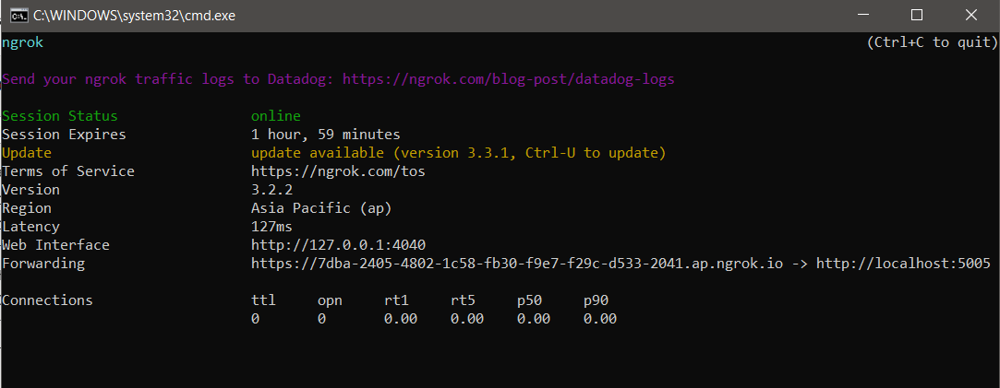 C:\WINDOWS\system32\cmd.exe
ngrok (Ctrl+C to quit)
Send your ngrok traffic logs to Datadog: https://ngrok.com/blog-post/datadog-logs
Session Status online
Session Expires 1 hour, 59 minutes
Update update available (version 3.3.1, Ctrl-U to update)
Terms of Service https://ngrok.com/tos
Version 3.2.2
Region Asia Pacific (ap)
Latency 127ms
Web Interface http://127.0.0.1:4040
Forwarding https://7dba-2405-4802-1c58-fb30-f9e7-f29c-d533-2041.ap.ngrok.io -> http://localhost:5005
Connections ttl opn rt1 rt5 p50 p90
0 0 0.00 0.00 0.00 0.00